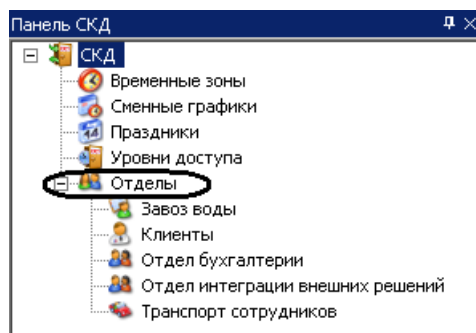 Панель СКД
СКД
Временные зоны
Сменные графики
Праздники
Уровни доступа
Отделы
Завоз воды
Клиенты
Отдел бухгалтерии
Отдел интеграции внешних решений
Транспорт сотрудников